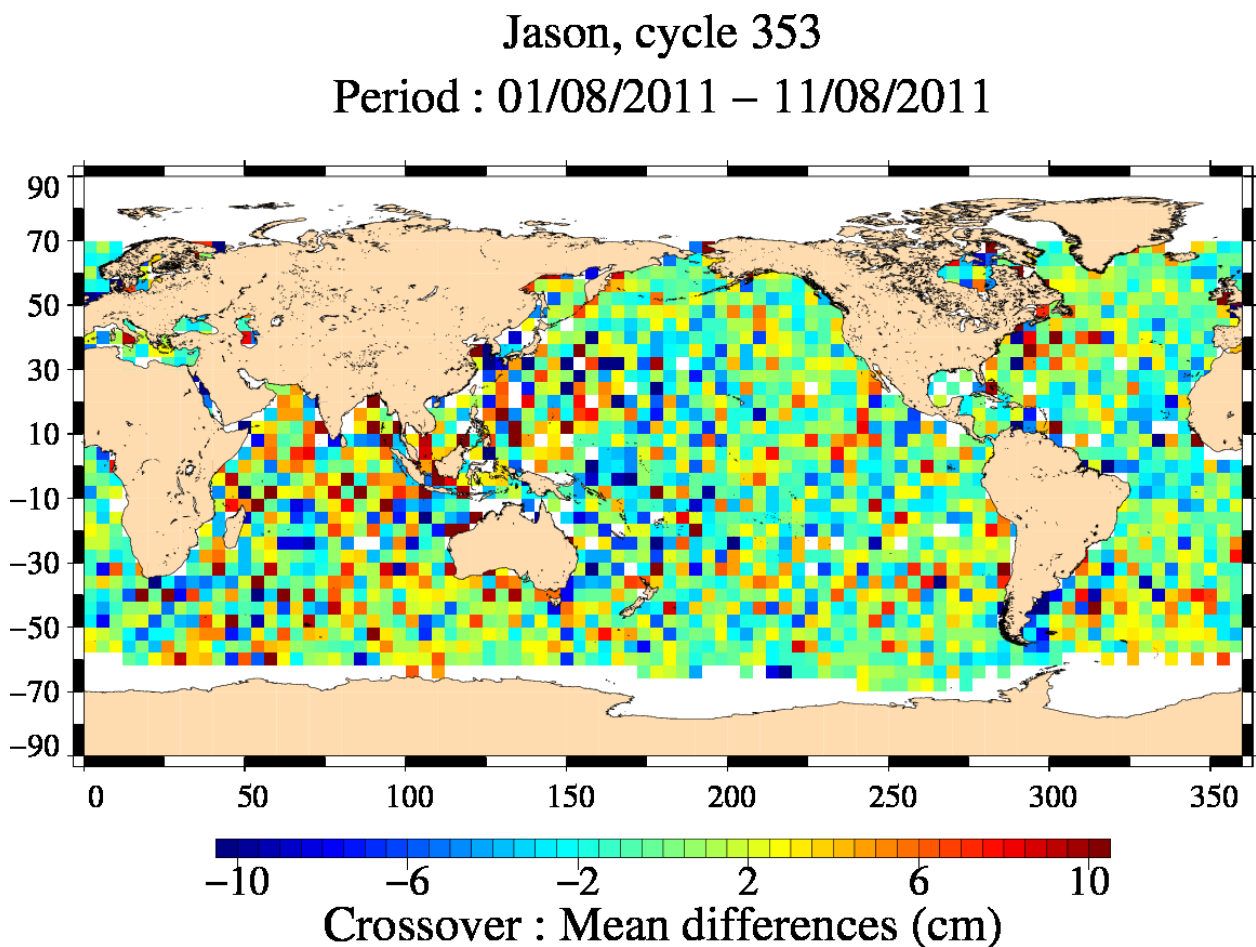 Jason, cycle 353
Period : 01/08/2011 – 11/08/2011
90
70
50
30
10
−10
−30
−50
−70
−90
0 50 100 150 200 250 300 350
−10 −6 −2 2 6 10
Crossover : Mean differences (cm)